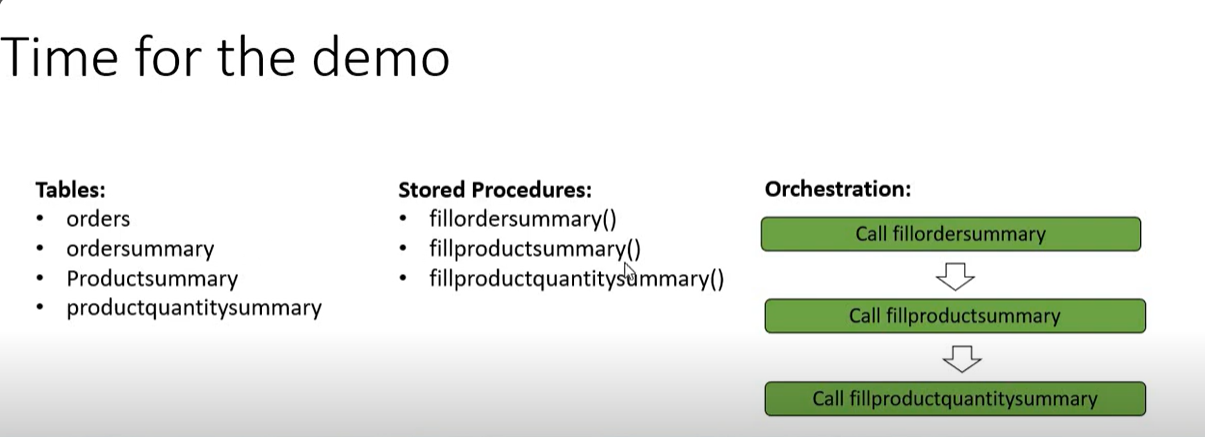 Time for the demo
Tables:
• orders
• ordersummary
• Productsummary
• productquantitysummary
Stored Procedures:
• fillordersummary()
• fillproductsummary()
• fillproductquantitysummary()
Orchestration:
Call fillordersummary
Call fillproductsummary
Call fillproductquantitysummary